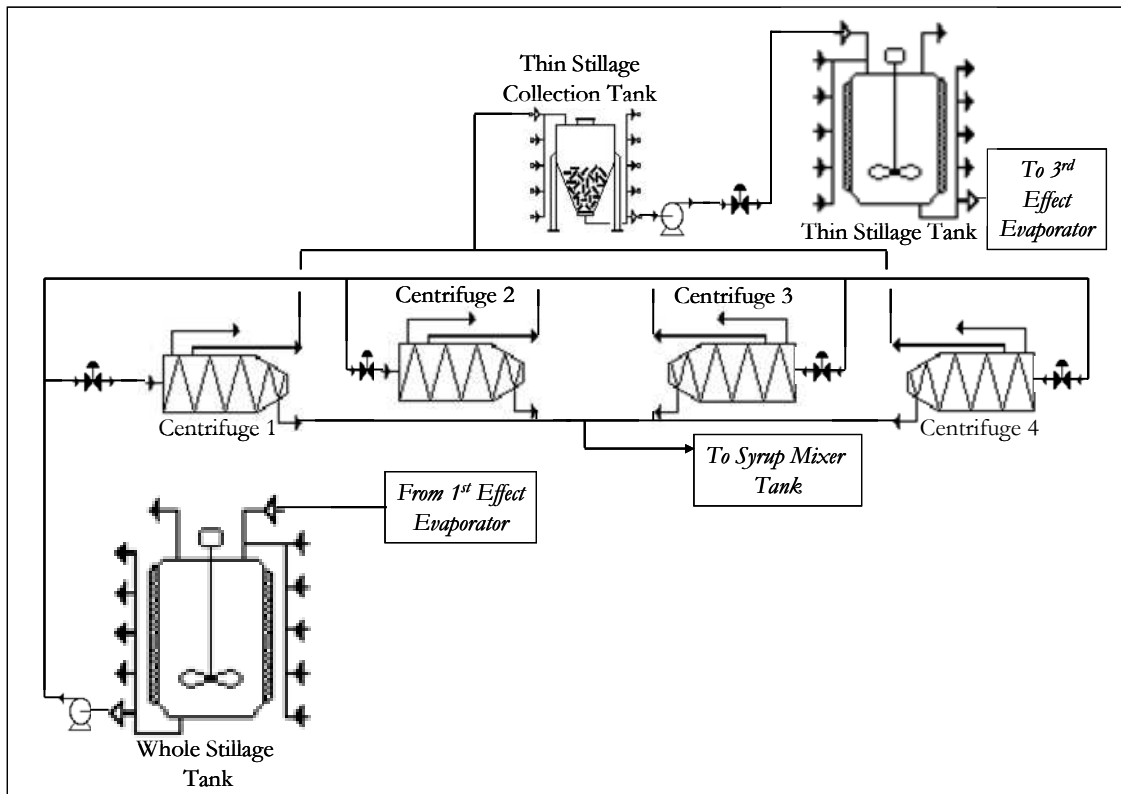 Thin Stillage
Collection Tank
To 3rd
Effect
Evaporator
Thin Stillage Tank
Centrifuge 2
Centrifuge 3
Centrifuge 1
Centrifuge 4
To Syrup Mixer
Tank
From 1st Effect
Evaporator
Whole Stillage
Tank